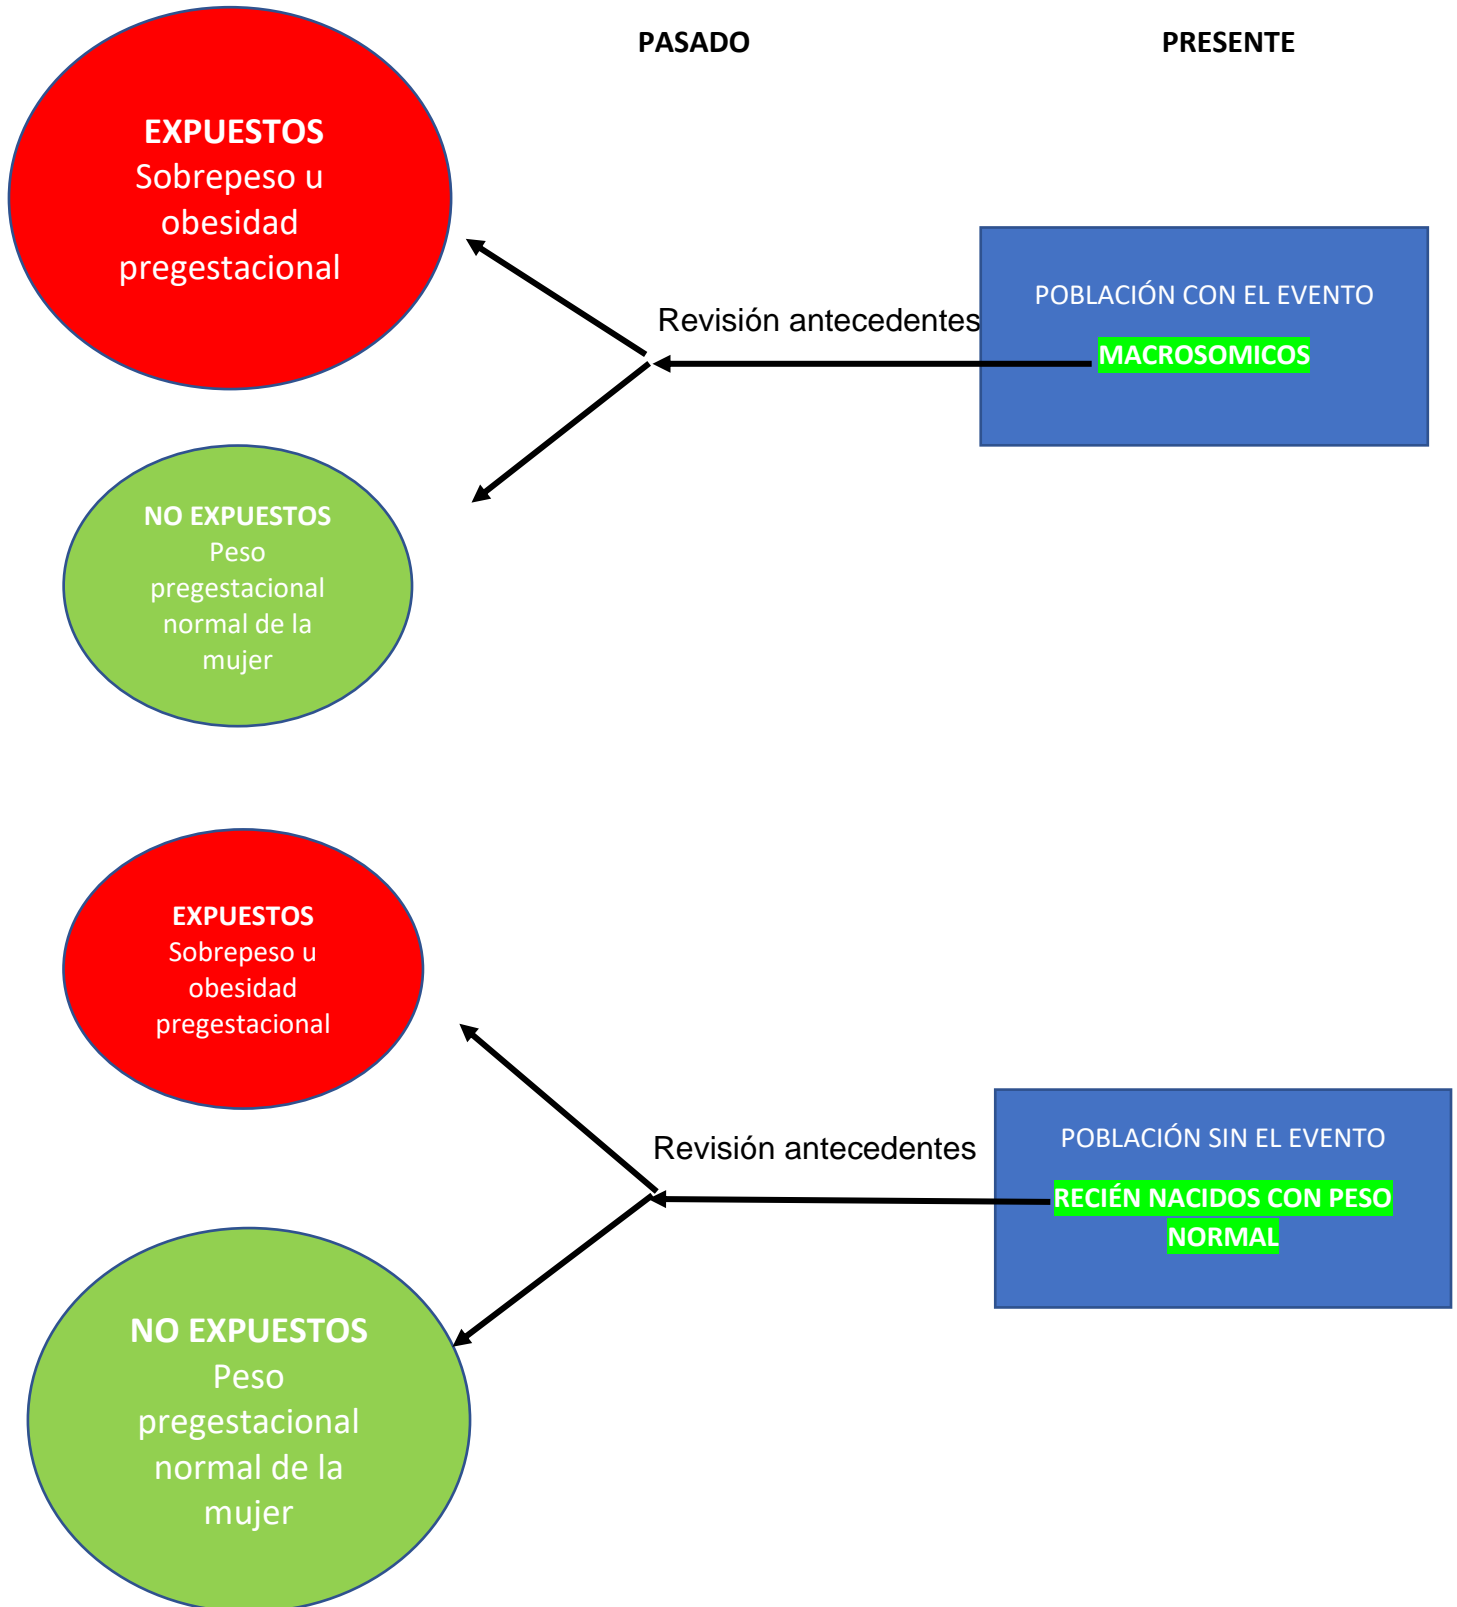 PASADO
PRESENTE
EXPUESTOS
Sobrepeso u
obesidad
pregestacional
POBLACIÓN CON EL EVENTO
MACROSOMICOS
Revisión antecedentes
NO EXPUESTOS
Peso
pregestacional
normal de la
mujer
EXPUESTOS
Sobrepeso u
obesidad
pregestacional
POBLACIÓN SIN EL EVENTO
RECIÉN NACIDOS CON PESO
NORMAL
Revisión antecedentes
NO EXPUESTOS
Peso
pregestacional
normal de la
mujer